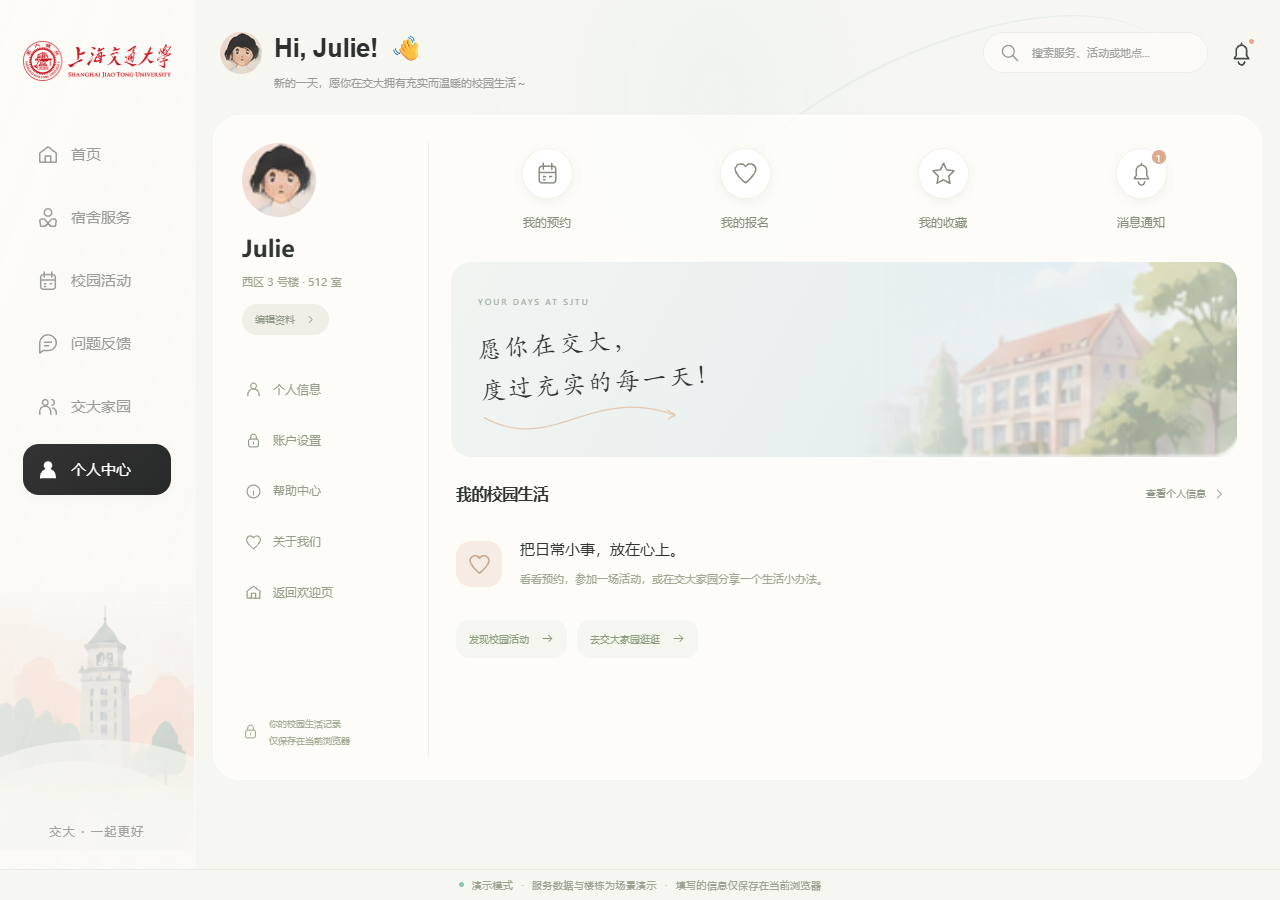 上海交通大学
SHANGHAI JIAO TONG UNIVERSITY
首页
宿舍服务
校园活动
问题反馈
交大家园
个人中心
交大 · 一起更好
Hi, Julie! 👋
新的一天，愿你在交大拥有充实而温暖的校园生活~
搜索服务、活动或地点...
Julie
西区 3 号楼 · 512 室
编辑资料
个人信息
账户设置
帮助中心
关于我们
返回欢迎页
你的校园生活记录
仅保存在当前浏览器
我的预约
我的报名
我的收藏
1
消息通知
YOUR DAYS AT SJTU
愿你在交大，
度过充实的每一天！
我的校园生活
查看个人信息
把日常小事，放在心上。
看看预约，参加一场活动，或在交大家园分享一个生活小办法。
发现校园活动 →
去交大家园逛逛 →
演示模式 · 服务数据与楼栋为场景演示 · 填写的信息仅保存在当前浏览器